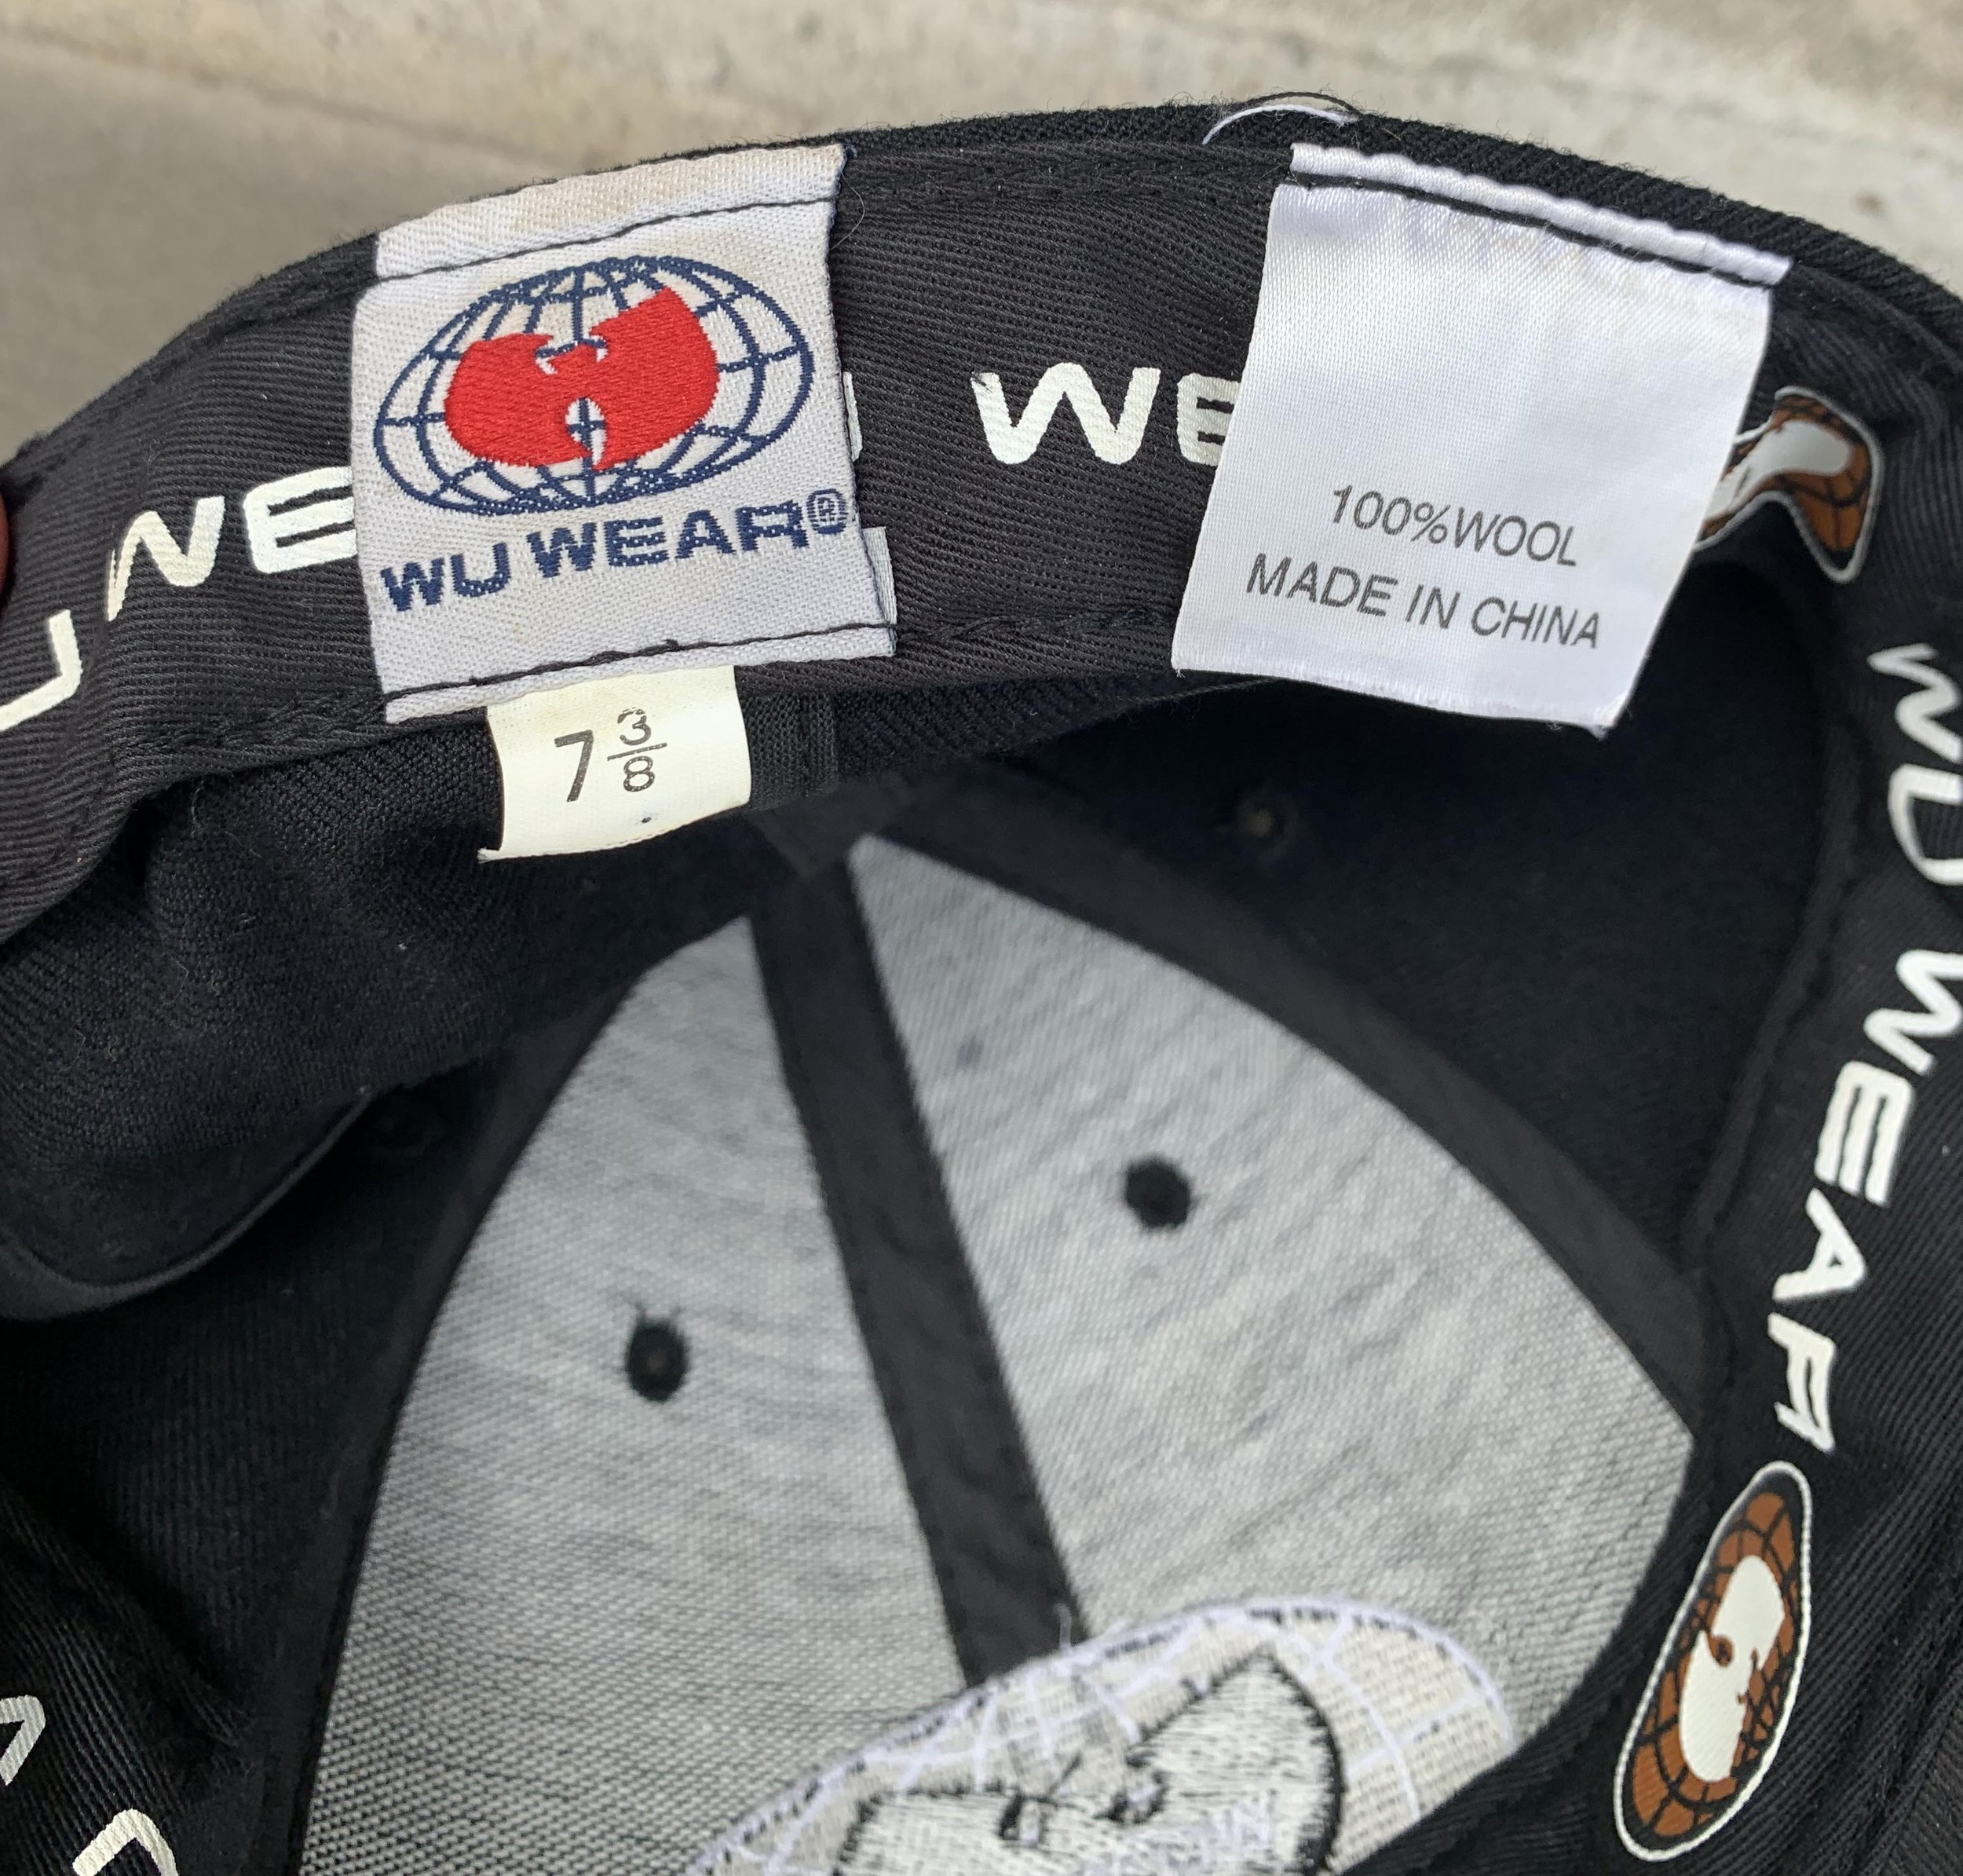 WE
WU WEAR®
WE
100%WOOL
MADE IN CHINA
7 3/8
WU WEAR